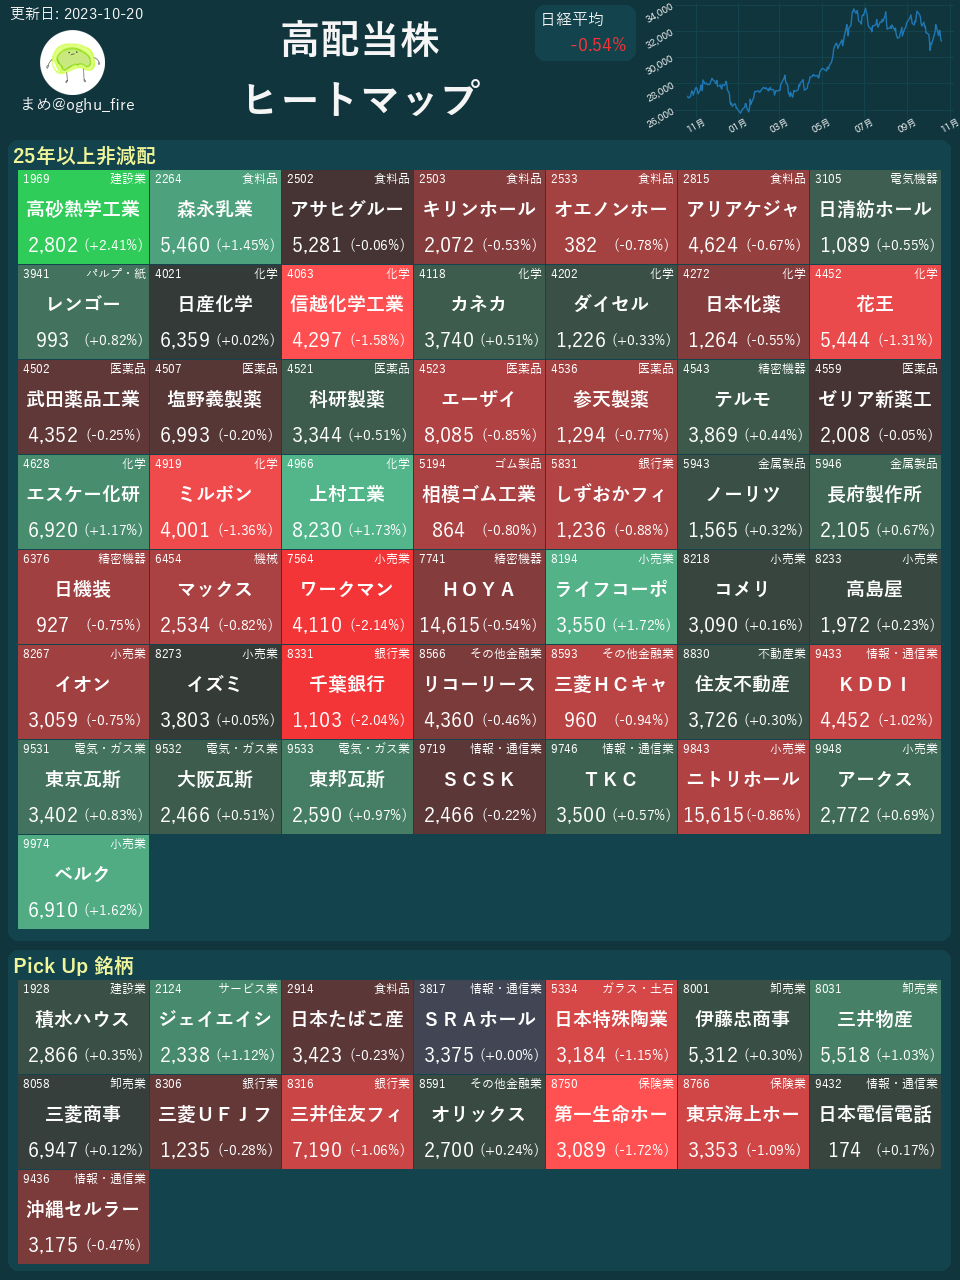 更新日: 2023-10-20
まめ@oghu_fire
高配当株
ヒートマップ
日経平均
-0.54%
34,000
32,000
30,000
28,000
26,000
11月 01月 03月 05月 07月 09月 11月
25年以上非減配
1969 建設業 2264 食料品 2502 食料品 2503 食料品 2533 食料品 2815 食料品 3105 電気機器
高砂熱学工業 森永乳業 アサヒグルー キリンホール オエノンホー アリアケジャ 日清紡ホール
2,802 (+2.41%) 5,460 (+1.45%) 5,281 (-0.06%) 2,072 (-0.53%) 382 (-0.78%) 4,624 (-0.67%) 1,089 (+0.55%)
3941 パルプ・紙 4021 化学 4063 化学 4118 化学 4202 化学 4272 化学 4452 化学
レンゴー 日産化学 信越化学工業 カネカ ダイセル 日本化薬 花王
993 (+0.82%) 6,359 (+0.02%) 4,297 (-1.58%) 3,740 (+0.51%) 1,226 (+0.33%) 1,264 (-0.55%) 5,444 (-1.31%)
4502 医薬品 4507 医薬品 4521 医薬品 4523 医薬品 4536 医薬品 4543 精密機器 4559 医薬品
武田薬品工業 塩野義製薬 科研製薬 エーザイ 参天製薬 テルモ ゼリア新薬工
4,352 (-0.25%) 6,993 (-0.20%) 3,344 (+0.51%) 8,085 (-0.85%) 1,294 (-0.77%) 3,869 (+0.44%) 2,008 (-0.05%)
4628 化学 4919 化学 4966 化学 5194 ゴム製品 5831 銀行業 5943 金属製品 5946 金属製品
エスケー化研 ミルボン 上村工業 相模ゴム工業 しずおかフィ ノーリツ 長府製作所
6,920 (+1.17%) 4,001 (-1.36%) 8,230 (+1.73%) 864 (-0.80%) 1,236 (-0.88%) 1,565 (+0.32%) 2,105 (+0.67%)
6376 精密機器 6454 機械 7564 小売業 7741 精密機器 8194 小売業 8218 小売業 8233 小売業
日機装 マックス ワークマン ＨＯＹＡ ライフコーポ コメリ 高島屋
927 (-0.75%) 2,534 (-0.82%) 4,110 (-2.14%) 14,615(-0.54%) 3,550 (+1.72%) 3,090 (+0.16%) 1,972 (+0.23%)
8267 小売業 8273 小売業 8331 銀行業 8566 その他金融業 8593 その他金融業 8830 不動産業 9433 情報・通信業
イオン イズミ 千葉銀行 リコーリース 三菱ＨＣキャ 住友不動産 ＫＤＤＩ
3,059 (-0.75%) 3,803 (+0.05%) 1,103 (-2.04%) 4,360 (-0.46%) 960 (-0.94%) 3,726 (+0.30%) 4,452 (-1.02%)
9531 電気・ガス業 9532 電気・ガス業 9533 電気・ガス業 9719 情報・通信業 9746 情報・通信業 9843 小売業 9948 小売業
東京瓦斯 大阪瓦斯 東邦瓦斯 ＳＣＳＫ ＴＫＣ ニトリホール アークス
3,402 (+0.83%) 2,466 (+0.51%) 2,590 (+0.97%) 2,466 (-0.22%) 3,500 (+0.57%) 15,615(-0.86%) 2,772 (+0.69%)
9974 小売業
ベルク
6,910 (+1.62%)
Pick Up 銘柄
1928 建設業 2124 サービス業 2914 食料品 3817 情報・通信業 5334 ガラス・土石 8001 卸売業 8031 卸売業
積水ハウス ジェイエイシ 日本たばこ産 ＳＲＡホール 日本特殊陶業 伊藤忠商事 三井物産
2,866 (+0.35%) 2,338 (+1.12%) 3,423 (-0.23%) 3,375 (+0.00%) 3,184 (-1.15%) 5,312 (+0.30%) 5,518 (+1.03%)
8058 卸売業 8306 銀行業 8316 銀行業 8591 その他金融業 8750 保険業 8766 保険業 9432 情報・通信業
三菱商事 三菱ＵＦＪフ 三井住友フィ オリックス 第一生命ホー 東京海上ホー 日本電信電話
6,947 (+0.12%) 1,235 (-0.28%) 7,190 (-1.06%) 2,700 (+0.24%) 3,089 (-1.72%) 3,353 (-1.09%) 174 (+0.17%)
9436 情報・通信業
沖縄セルラー
3,175 (-0.47%)